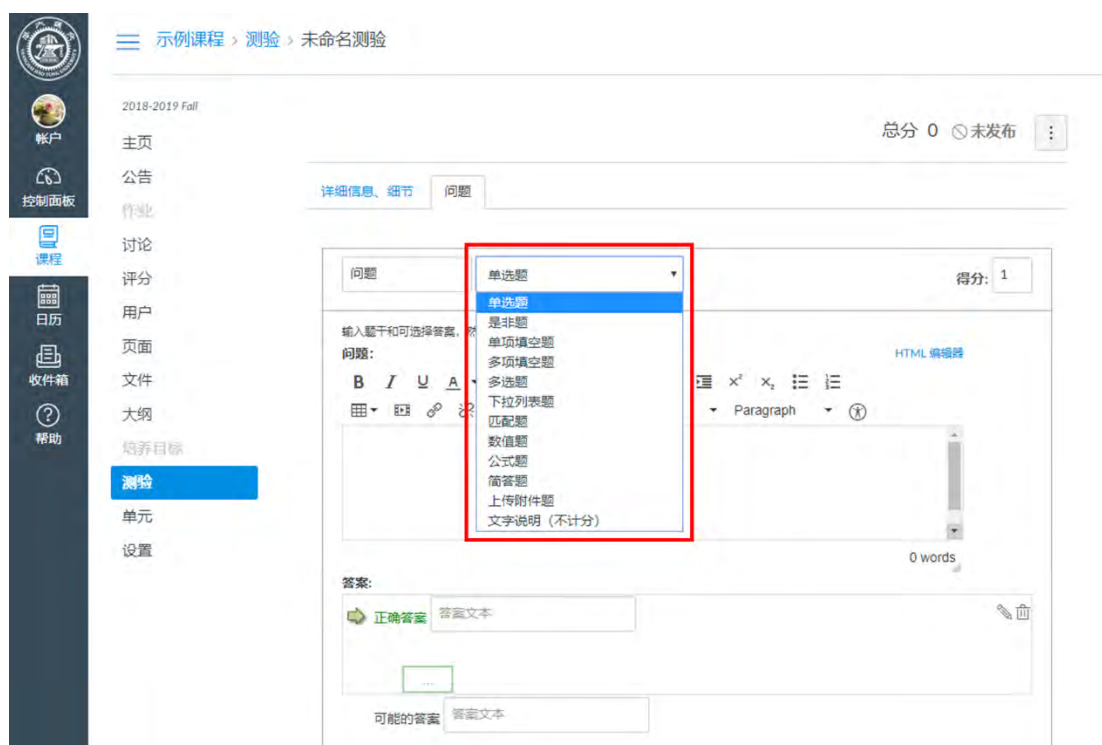 示例课程 › 测验 › 未命名测验
2018-2019 Fall
帐户
控制面板
课程
日历
收件箱
帮助
主页
公告
作业
讨论
评分
用户
页面
文件
大纲
培养目标
测验
单元
设置
总分 0 未发布
详细信息、细节 问题
问题 单选题 得分: 1
单选题
是非题
单项填空题
多项填空题
多选题
下拉列表题
匹配题
数值题
公式题
简答题
上传附件题
文字说明（不计分）
输入题干和可选择答案，
问题: HTML 编辑器
B I U A x² x₂
Paragraph
0 words
答案:
正确答案 答案文本
...
可能的答案 答案文本